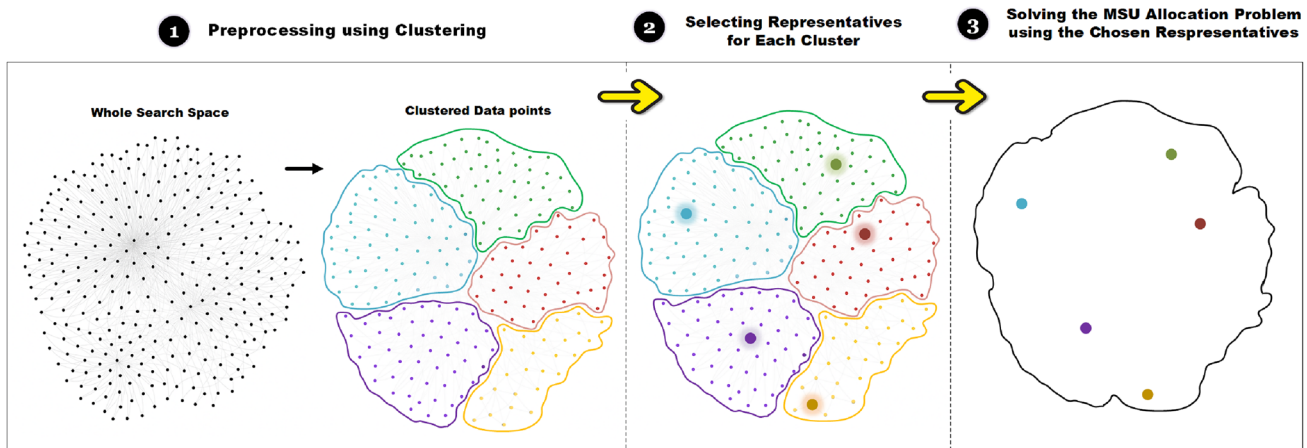 1 Preprocessing using Clustering
2 Selecting Representatives
for Each Cluster
3 Solving the MSU Allocation Problem
using the Chosen Respresentatives
Whole Search Space
Clustered Data points